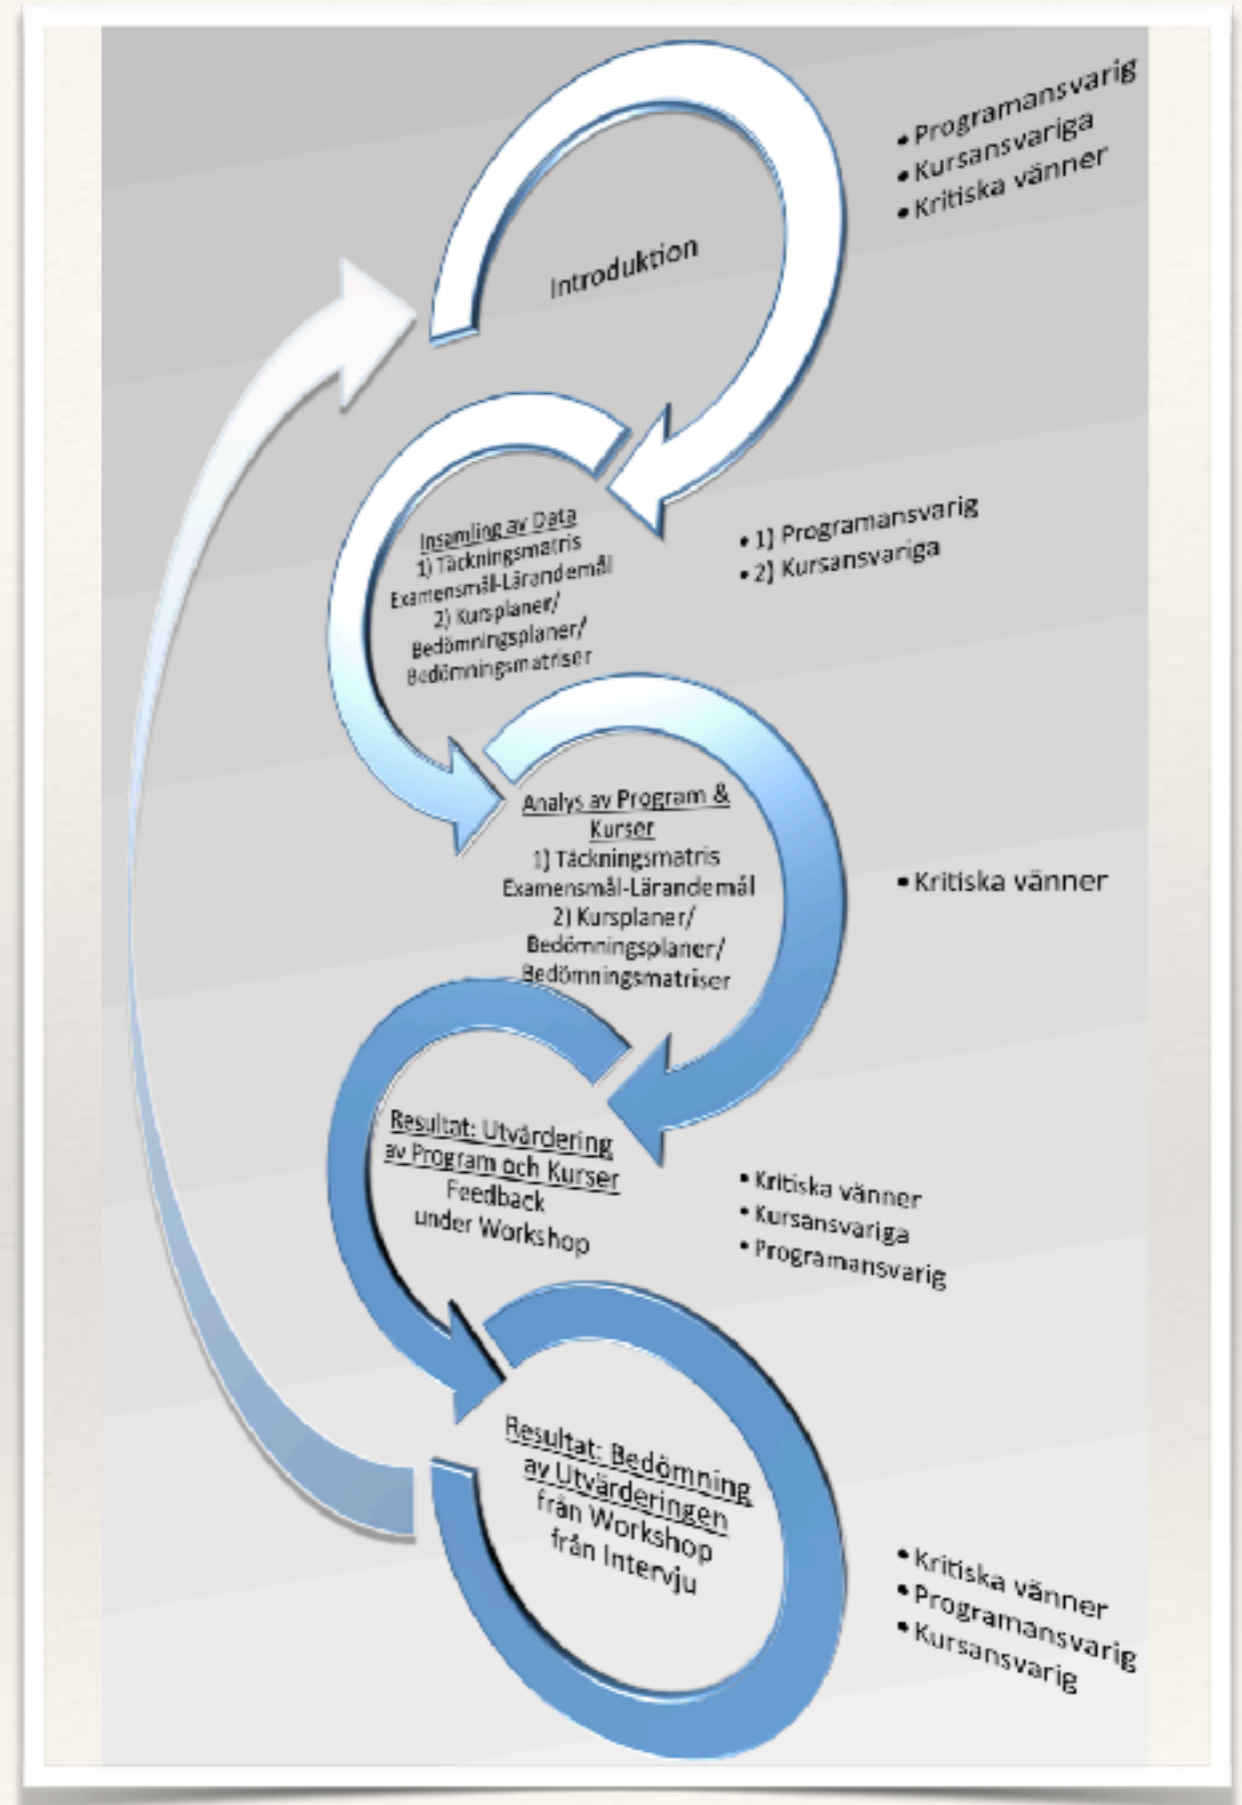 • Programansvarig
• Kursansvariga
• Kritiska vänner
Introduktion
Insamling av Data
1) Täckningsmatris
Examensmål-Lärandemål
2) Kursplaner/
Bedömningsplaner/
Bedömningsmatriser
• 1) Programansvarig
• 2) Kursansvariga
Analys av Program &
Kurser
1) Täckningsmatris
Examensmål-Lärandemål
2) Kursplaner/
Bedömningsplaner/
Bedömningsmatriser
• Kritiska vänner
Resultat: Utvärdering
av Program och Kurser
Feedback
under Workshop
• Kritiska vänner
• Kursansvariga
• Programansvarig
Resultat: Bedömning
av Utvärderingen
från Workshop
från Intervju
• Kritiska vänner
• Programansvarig
• Kursansvarig